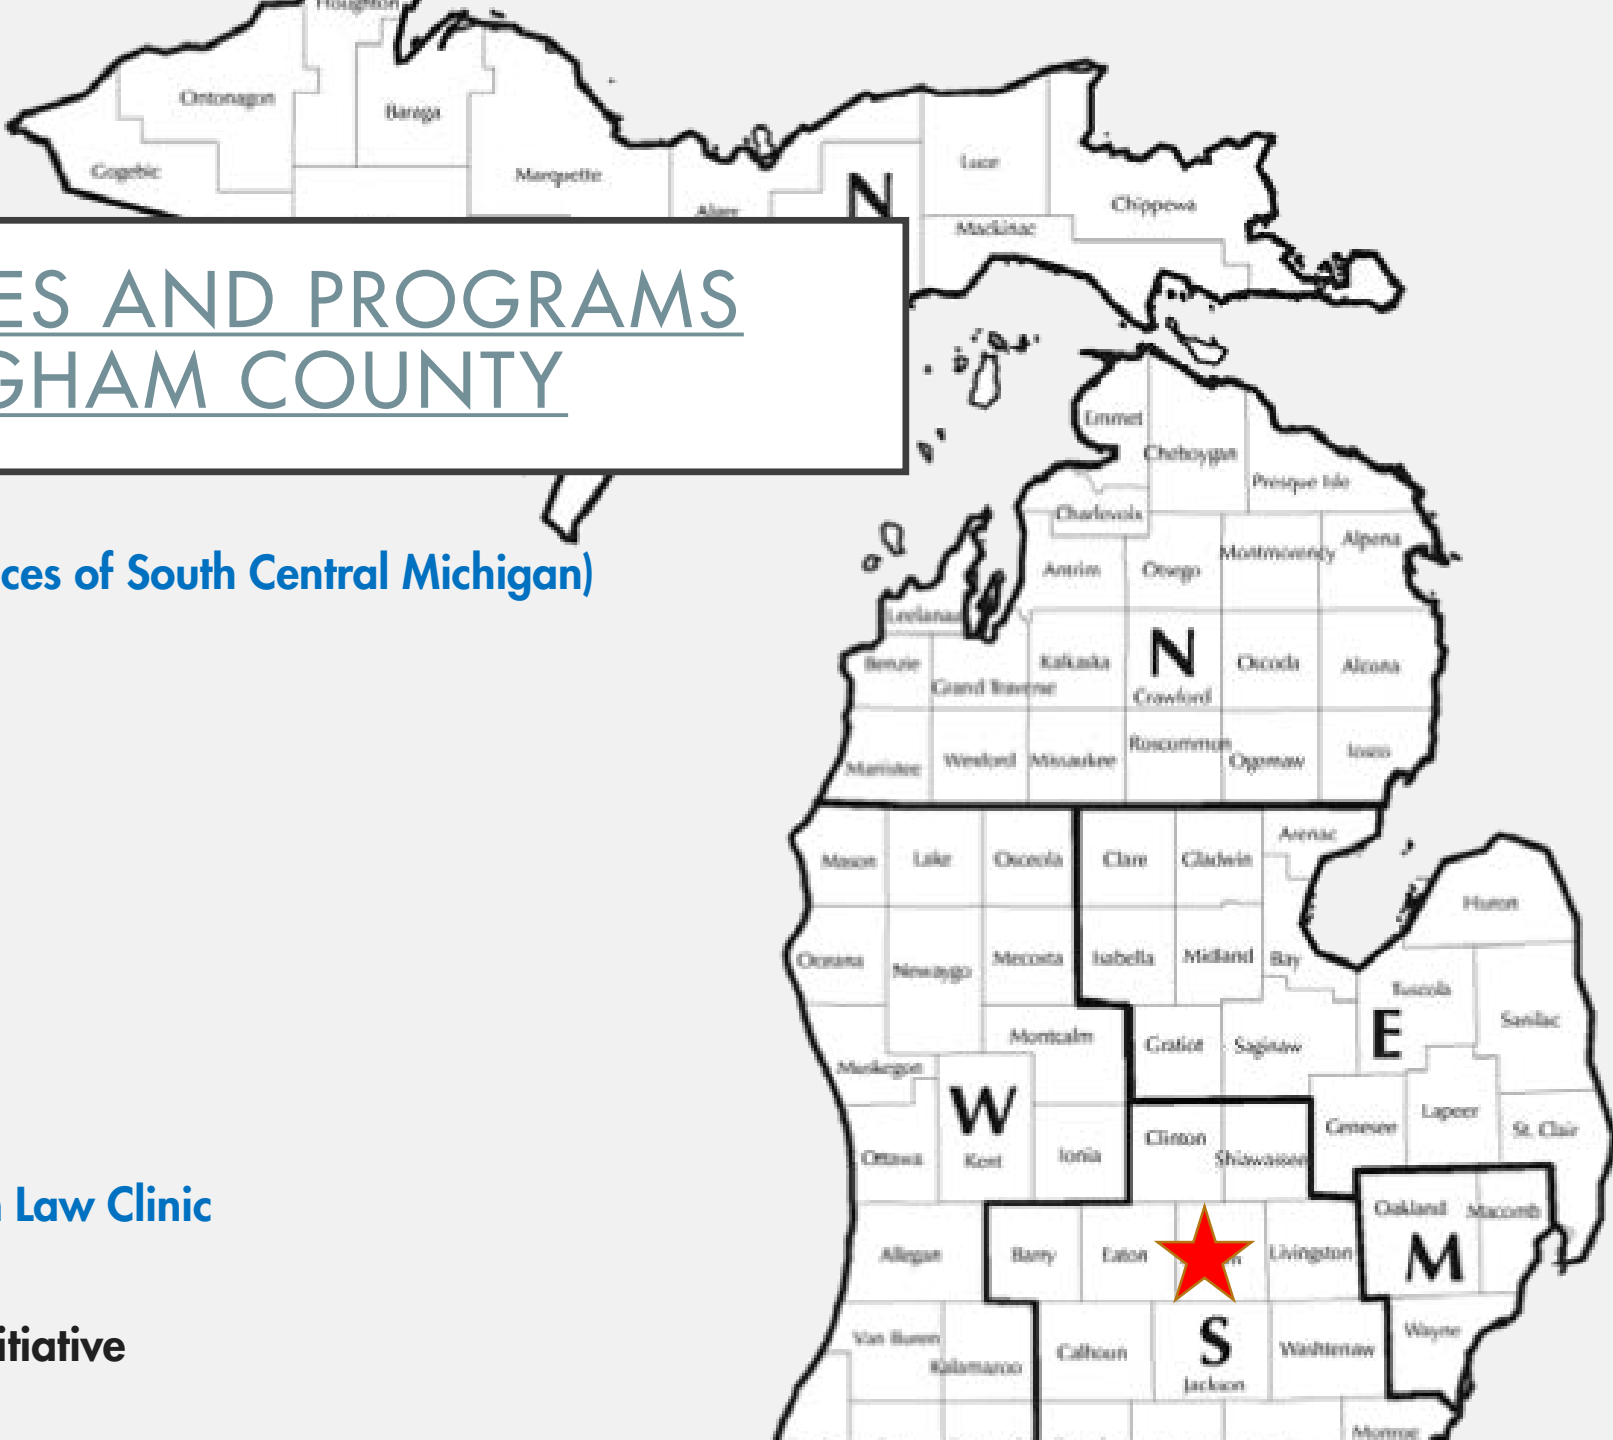 Houghton
Ontonagon
Baraga
Gogebic
Marquette
Alger
N
Luce
Chippewa
Mackinac
ES AND PROGRAMS
GHAM COUNTY
Emmet
Cheboygan
Presque Isle
Charlevoix
Antrim
Otsego
Montmorency
Alpena
ces of South Central Michigan)
Leelanau
Benzie
Grand Traverse
Kalkaska
N
Crawford
Oscoda
Alcona
Manistee
Wexford
Missaukee
Roscommon
Ogemaw
Iosco
Mason
Lake
Osceola
Clare
Gladwin
Arenac
Huron
Oceana
Newaygo
Mecosta
Isabella
Midland
Bay
Tuscola
Sanilac
E
Montcalm
Gratiot
Saginaw
Muskegon
W
Kent
Ottawa
Ionia
Clinton
Shiawassee
Genesee
Lapeer
St. Clair
Law Clinic
Oakland
Macomb
M
Allegan
Barry
Eaton
m
Livingston
itiative
Van Buren
Kalamazoo
Calhoun
S
Jackson
Washtenaw
Wayne
Monroe